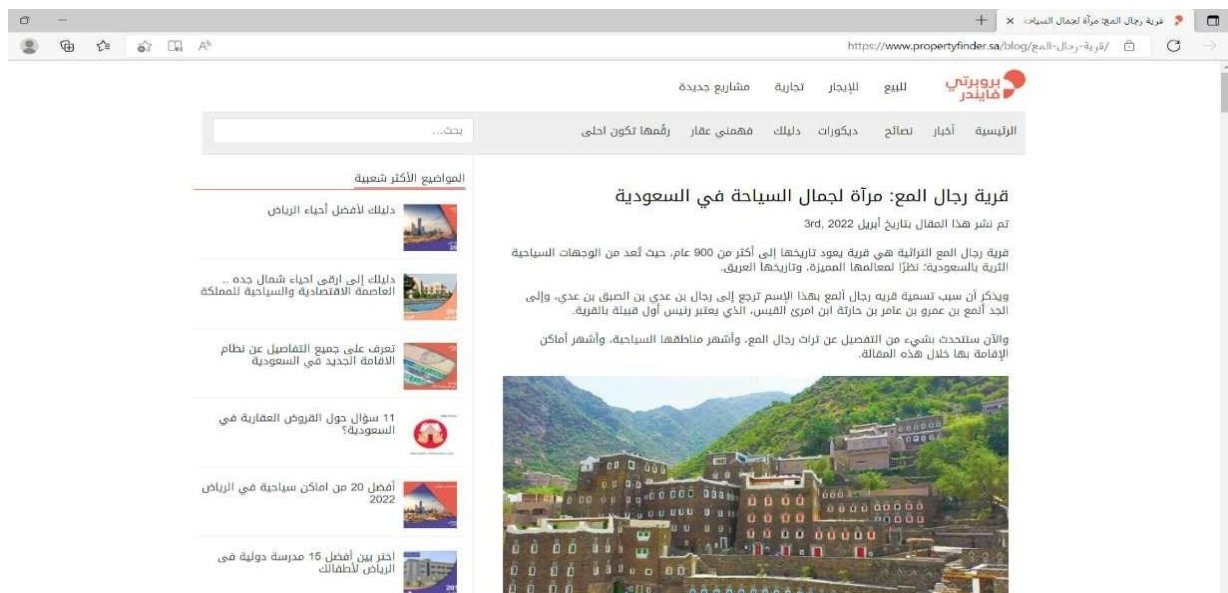 قرية رجال المع: مرآة لجمال السياحة
https://www.propertyfinder.sa/blog/قرية-رجال-المع/
بروبرتي
فايندر
للبيع للإيجار تجارية مشاريع جديدة
الرئيسية أخبار نصائح ديكورات دليلك فهمني عقار رقّمها تكون احلى
بحث...
قرية رجال المع: مرآة لجمال السياحة في السعودية
تم نشر هذا المقال بتاريخ أبريل 3rd, 2022
قرية رجال المع التراثية هي قرية يعود تاريخها إلى أكثر من 900 عام، حيث تُعد من الوجهات السياحية
الثرية بالسعودية؛ نظرًا لمعالمها المميزة، وتاريخها العريق.
ويذكر أن سبب تسمية قريه رجال ألمع بهذا الإسم ترجع إلى رجال بن عدي بن الصبق بن عدي، وإلى
الجد ألمع بن عمرو بن عامر بن حارثة ابن امرئ القيس، الذي يعتبر رئيس أول قبيلة بالقرية.
والآن سنتحدث بشيء من التفصيل عن تراث رجال المع، وأشهر مناطقها السياحية، وأشهر أماكن
الإقامة بها خلال هذه المقالة.
المواضيع الأكثر شعبية
دليلك لأفضل أحياء الرياض
دليلك إلى ارقى احياء شمال جده ..
العاصمة الاقتصادية والسياحية للمملكة
تعرف على جميع التفاصيل عن نظام
الاقامة الجديد في السعودية
11 سؤال حول القروض العقارية في
السعودية؟
أفضل 20 من اماكن سياحية في الرياض
2022
اختر بين أفضل 15 مدرسة دولية في
الرياض لأطفالك